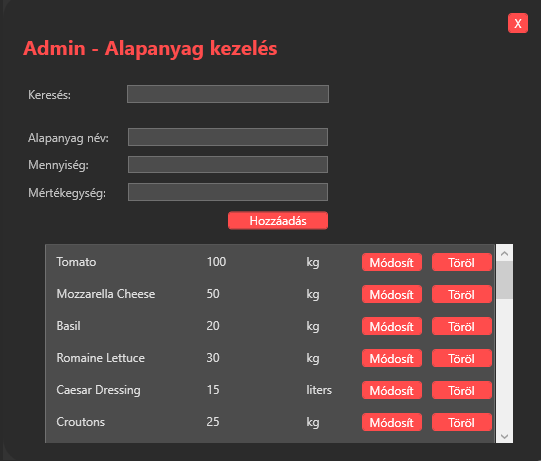 X
Admin - Alapanyag kezelés
Keresés:
Alapanyag név:
Mennyiség:
Mértékegység:
Hozzáadás
Tomato 100 kg Módosít Töröl
Mozzarella Cheese 50 kg Módosít Töröl
Basil 20 kg Módosít Töröl
Romaine Lettuce 30 kg Módosít Töröl
Caesar Dressing 15 liters Módosít Töröl
Croutons 25 kg Módosít Töröl